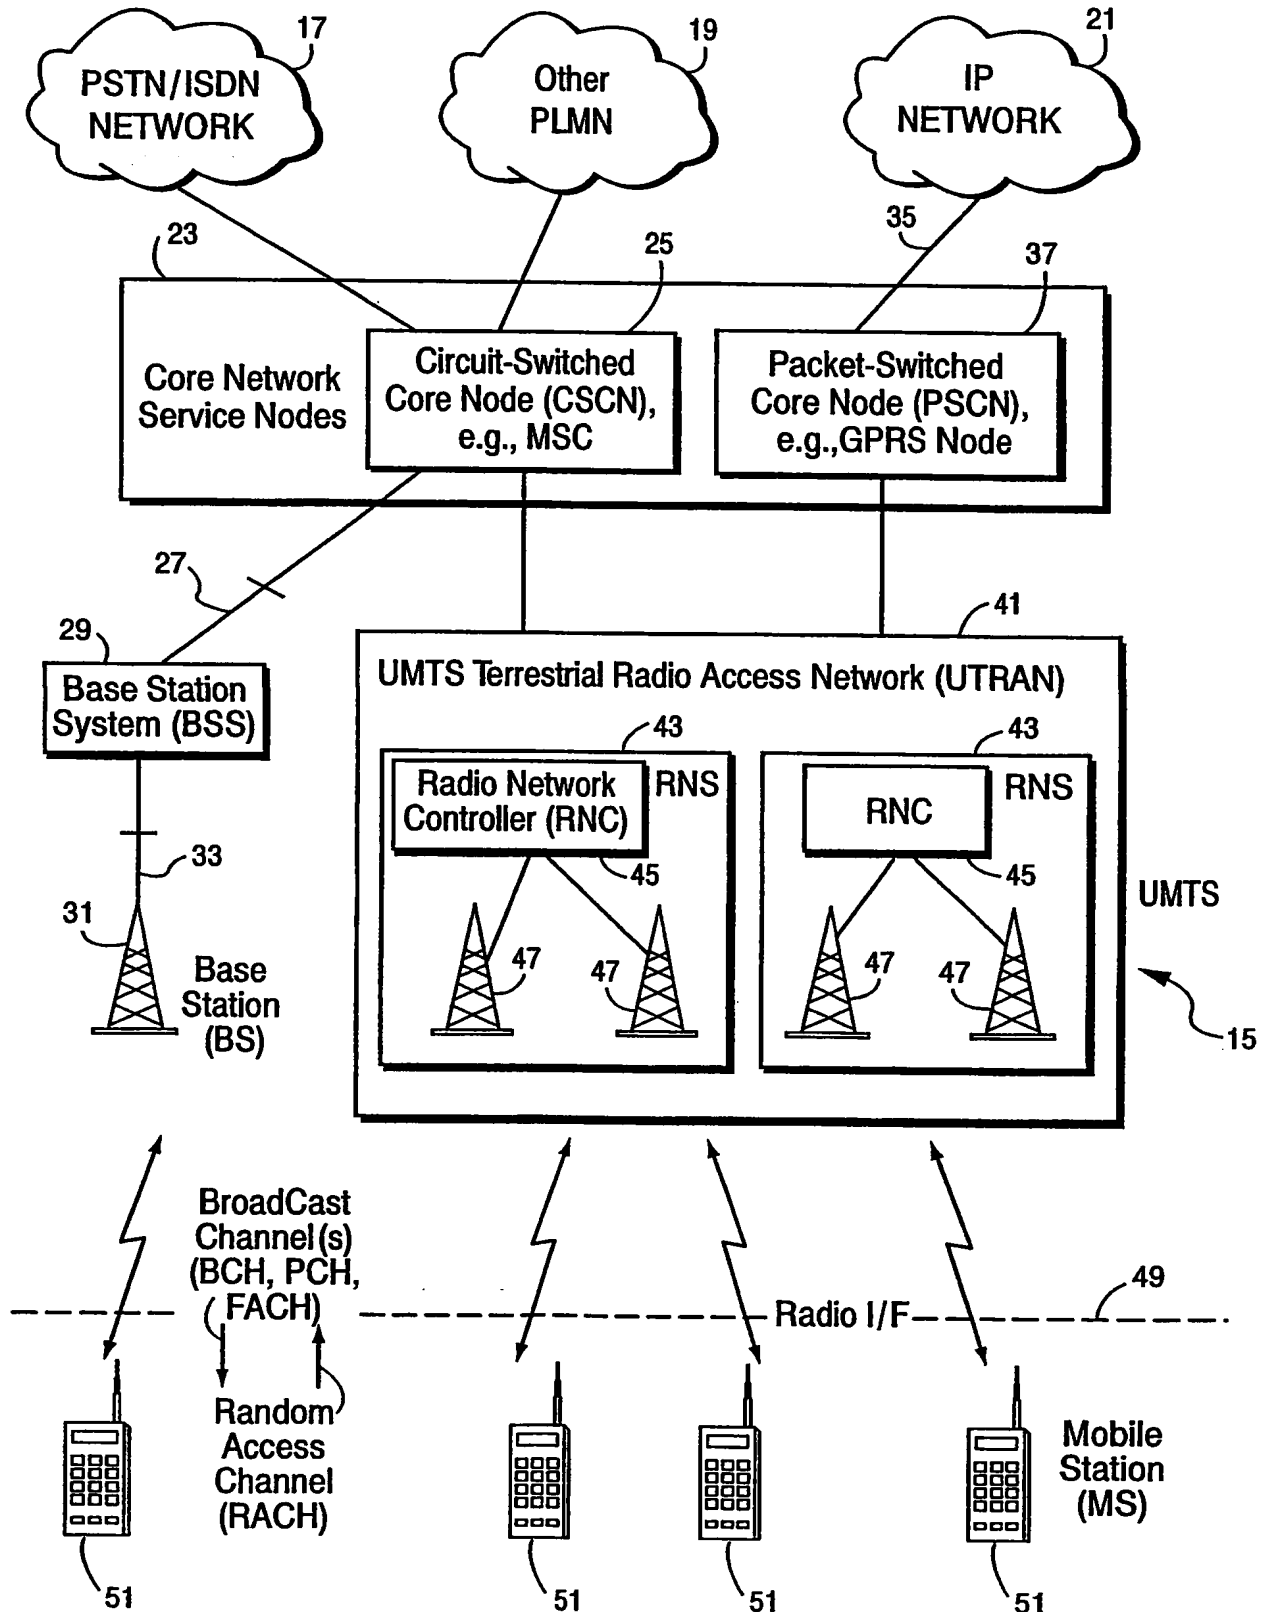 17
19
21
PSTN/ISDN
NETWORK
Other
PLMN
IP
NETWORK
23
25
35
37
Core Network
Service Nodes
Circuit-Switched
Core Node (CSCN),
e.g., MSC
Packet-Switched
Core Node (PSCN),
e.g.,GPRS Node
27
29
41
Base Station
System (BSS)
UMTS Terrestrial Radio Access Network (UTRAN)
43
43
Radio Network
Controller (RNC)
RNS
RNC
RNS
33
45
45
UMTS
31
Base
Station
(BS)
47
47
47
47
15
BroadCast
Channel(s)
(BCH, PCH,
FACH)
49
Radio I/F
Random
Access
Channel
(RACH)
Mobile
Station
(MS)
51
51
51
51